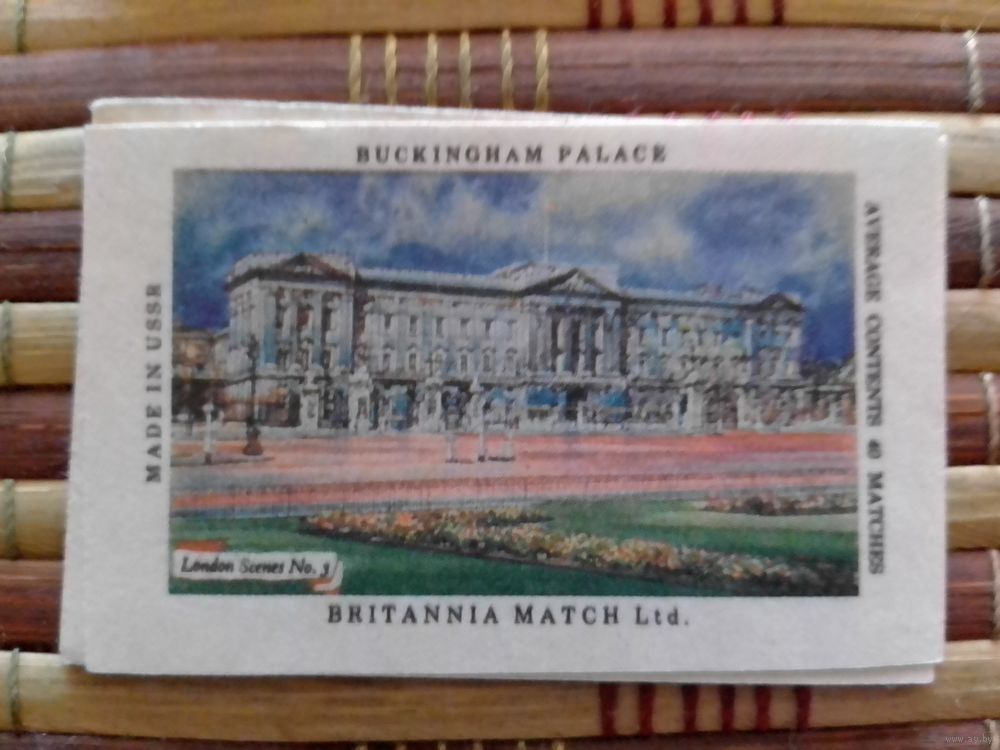 BUCKINGHAM PALACE
MADE IN USSR
AVERAGE CONTENTS 40 MATCHES
London Scenes No. 3
BRITANNIA MATCH Ltd.
www.ay.by